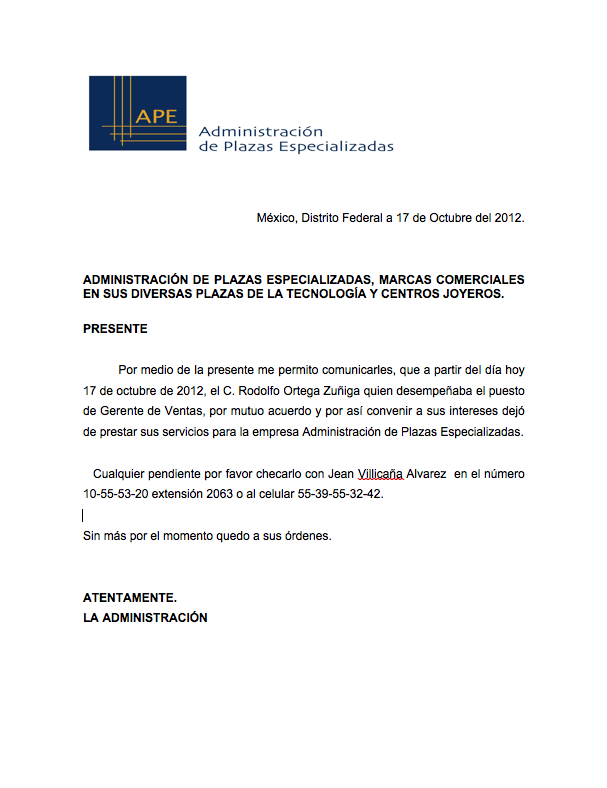 APE
Administración
de Plazas Especializadas
México, Distrito Federal a 17 de Octubre del 2012.
ADMINISTRACIÓN DE PLAZAS ESPECIALIZADAS, MARCAS COMERCIALES
EN SUS DIVERSAS PLAZAS DE LA TECNOLOGÍA Y CENTROS JOYEROS.
PRESENTE
Por medio de la presente me permito comunicarles, que a partir del día hoy
17 de octubre de 2012, el C. Rodolfo Ortega Zuñiga quien desempeñaba el puesto
de Gerente de Ventas, por mutuo acuerdo y por así convenir a sus intereses dejó
de prestar sus servicios para la empresa Administración de Plazas Especializadas.
Cualquier pendiente por favor checarlo con Jean Villicaña Alvarez en el número
10-55-53-20 extensión 2063 o al celular 55-39-55-32-42.
Sin más por el momento quedo a sus órdenes.
ATENTAMENTE.
LA ADMINISTRACIÓN